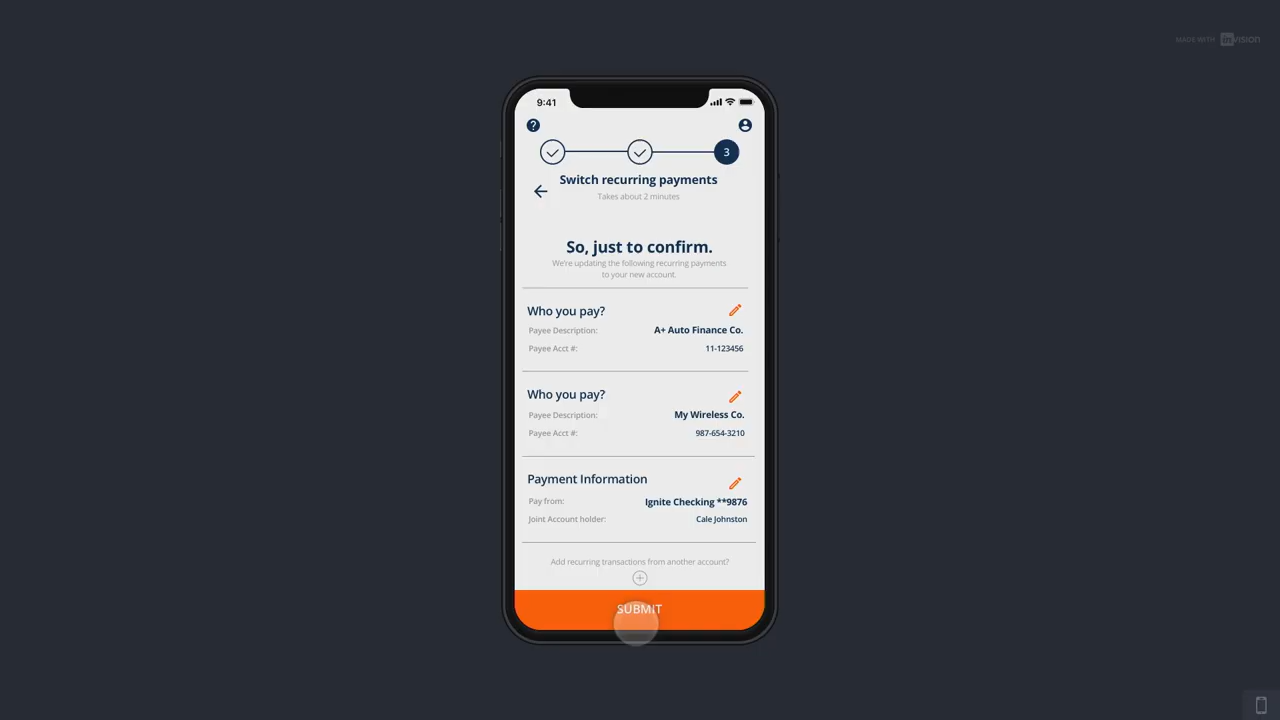 MADE WITH inVISION
9:41
?
3
Switch recurring payments
Takes about 2 minutes
So, just to confirm.
We're updating the following recurring payments
to your new account.
Who you pay?
Payee Description: A+ Auto Finance Co.
Payee Acct #: 11-123456
Who you pay?
Payee Description: My Wireless Co.
Payee Acct #: 987-654-3210
Payment Information
Pay from: Ignite Checking **9876
Joint Account holder: Cale Johnston
Add recurring transactions from another account?
SUBMIT